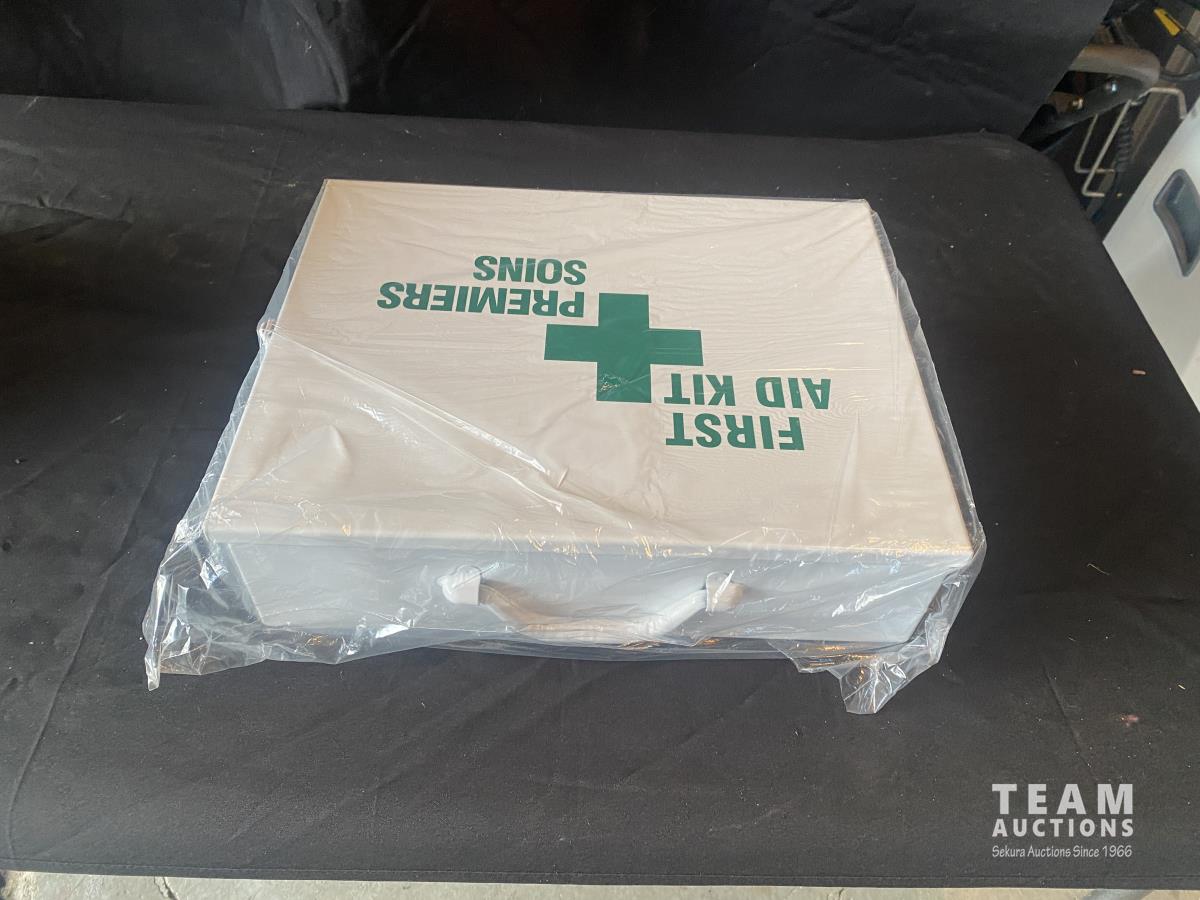 FIRST
AID KIT
PREMIERS
SOINS
TEAM
AUCTIONS
Sekura Auctions Since 1966